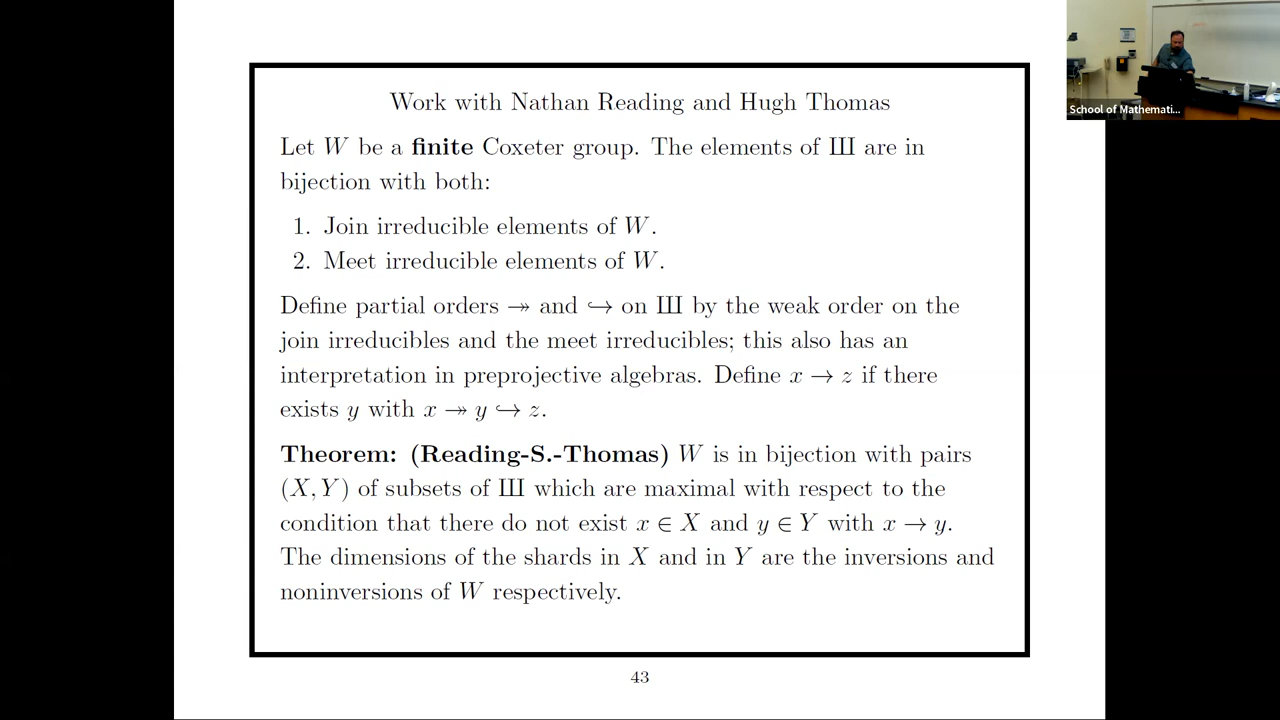 Work with Nathan Reading and Hugh Thomas
Let W be a finite Coxeter group. The elements of Ш are in
bijection with both:
1. Join irreducible elements of W.
2. Meet irreducible elements of W.
Define partial orders ↠ and ↪ on Ш by the weak order on the
join irreducibles and the meet irreducibles; this also has an
interpretation in preprojective algebras. Define x → z if there
exists y with x ↠ y ↪ z.
Theorem: (Reading-S.-Thomas) W is in bijection with pairs
(X, Y) of subsets of Ш which are maximal with respect to the
condition that there do not exist x ∈ X and y ∈ Y with x → y.
The dimensions of the shards in X and in Y are the inversions and
noninversions of W respectively.
43
School of Mathemati...